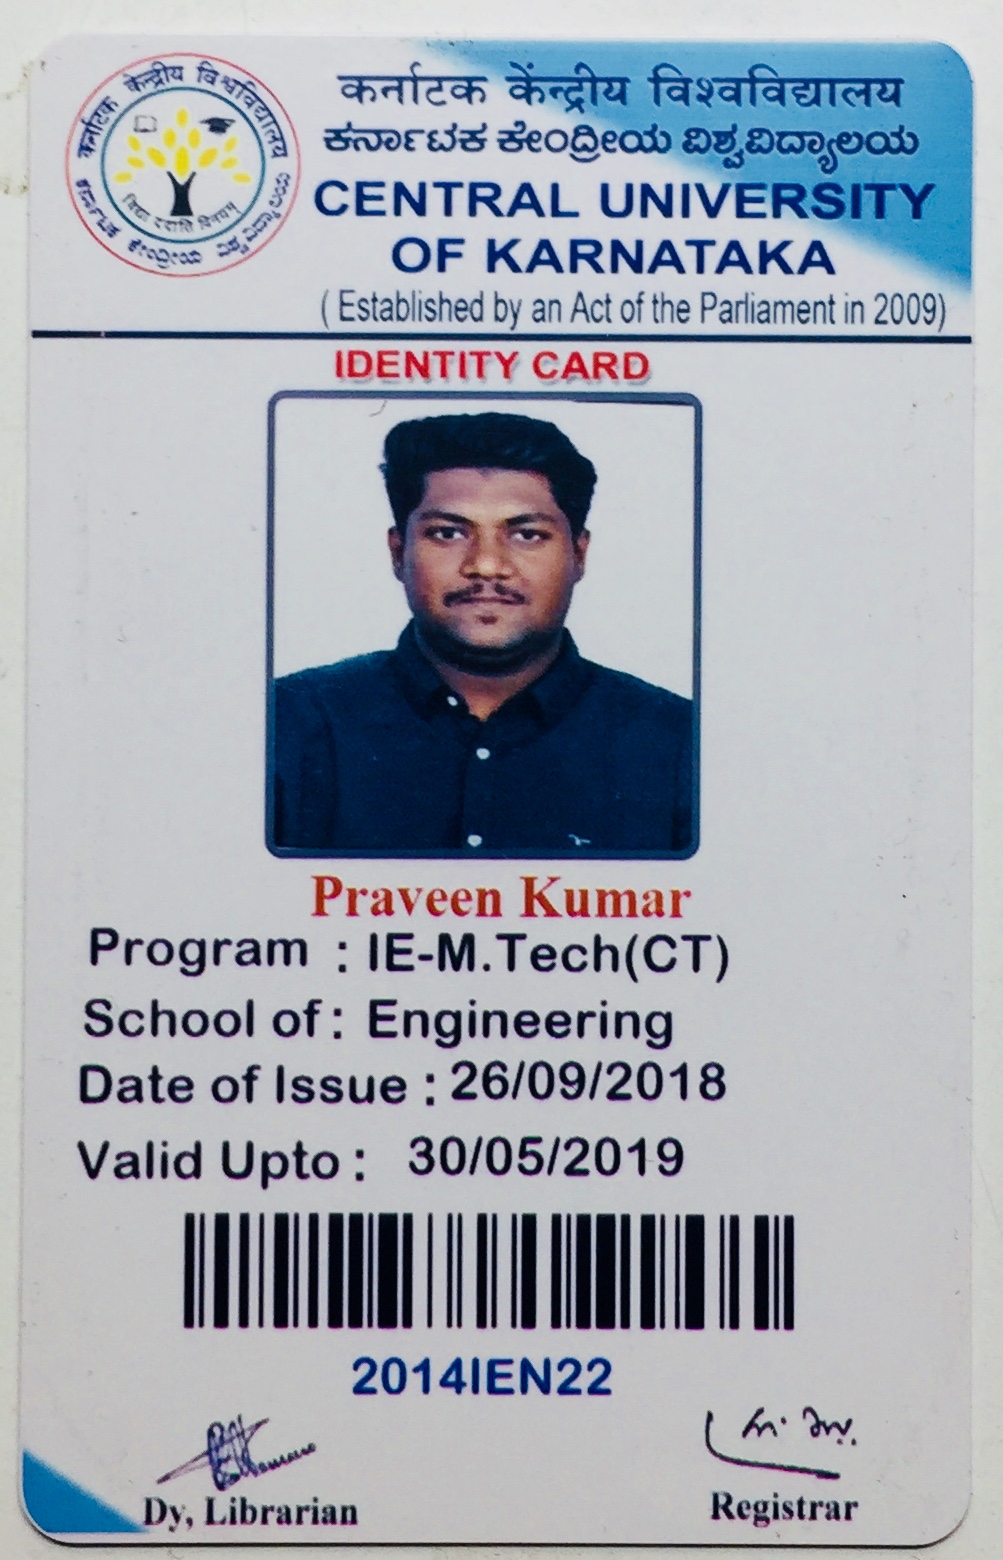 कर्नाटक केन्द्रीय विश्वविद्यालय
विद्या ददाति विनयम्
ಕರ್ನಾಟಕ ಕೇಂದ್ರೀಯ ವಿಶ್ವವಿದ್ಯಾಲಯ
कर्नाटक केंन्द्रीय विश्वविद्यालय
ಕರ್ನಾಟಕ ಕೇಂದ್ರೀಯ ವಿಶ್ವವಿದ್ಯಾಲಯ
CENTRAL UNIVERSITY
OF KARNATAKA
( Established by an Act of the Parliament in 2009)
IDENTITY CARD
Praveen Kumar
Program : IE-M.Tech(CT)
School of : Engineering
Date of Issue : 26/09/2018
Valid Upto : 30/05/2019
2014IEN22
Dy, Librarian
Registrar